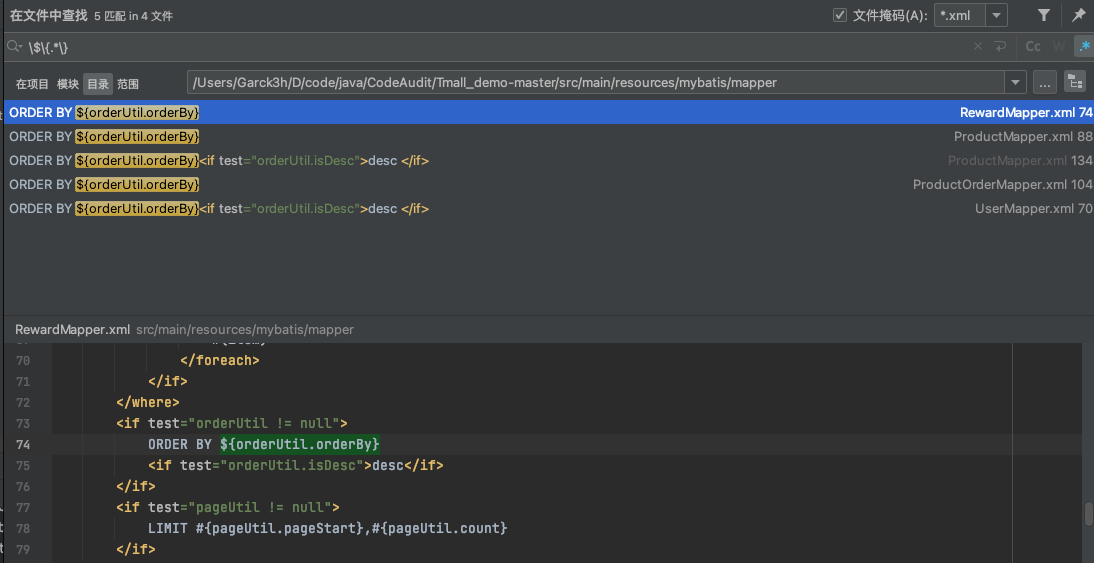 在文件中查找 5 匹配 in 4 文件 文件掩码(A): *.xml
\$\{.*\} Cc W .*
在项目 模块 目录 范围 /Users/Garck3h/D/code/java/CodeAudit/Tmall_demo-master/src/main/resources/mybatis/mapper ...
ORDER BY ${orderUtil.orderBy} RewardMapper.xml 74
ORDER BY ${orderUtil.orderBy} ProductMapper.xml 88
ORDER BY ${orderUtil.orderBy}<if test="orderUtil.isDesc">desc </if> ProductMapper.xml 134
ORDER BY ${orderUtil.orderBy} ProductOrderMapper.xml 104
ORDER BY ${orderUtil.orderBy}<if test="orderUtil.isDesc">desc </if> UserMapper.xml 70
RewardMapper.xml src/main/resources/mybatis/mapper
70 </foreach>
71 </if>
72 </where>
73 <if test="orderUtil != null">
74 ORDER BY ${orderUtil.orderBy}
75 <if test="orderUtil.isDesc">desc</if>
76 </if>
77 <if test="pageUtil != null">
78 LIMIT #{pageUtil.pageStart},#{pageUtil.count}
79 </if>